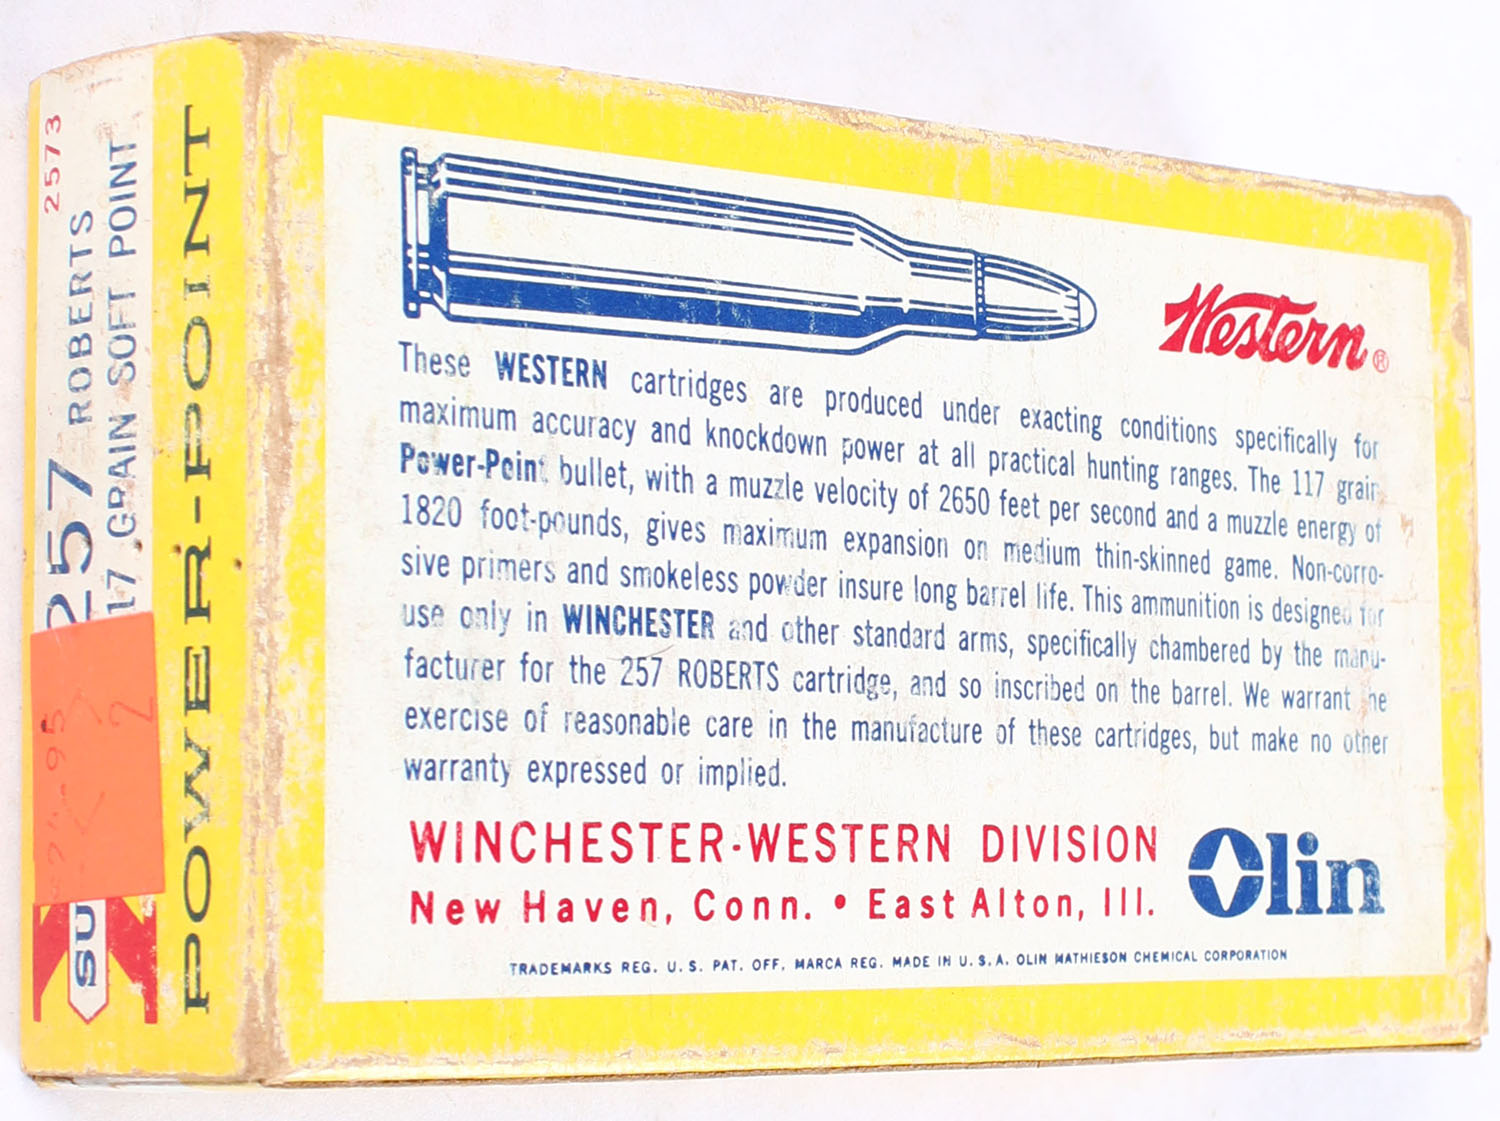 2573
257 ROBERTS
17 GRAIN SOFT POINT
SU
POWER-POINT
Western®
These WESTERN cartridges are produced under exacting conditions specifically for
maximum accuracy and knockdown power at all practical hunting ranges. The 117 grain
Power-Point bullet, with a muzzle velocity of 2650 feet per second and a muzzle energy of
1820 foot-pounds, gives maximum expansion on medium thin-skinned game. Non-corro-
sive primers and smokeless powder insure long barrel life. This ammunition is designed for
use only in WINCHESTER and other standard arms, specifically chambered by the manu-
facturer for the 257 ROBERTS cartridge, and so inscribed on the barrel. We warrant the
exercise of reasonable care in the manufacture of these cartridges, but make no other
warranty expressed or implied.
WINCHESTER-WESTERN DIVISION
New Haven, Conn. • East Alton, Ill.
Olin
TRADEMARKS REG. U. S. PAT. OFF. MARCA REG. MADE IN U. S. A. OLIN MATHIESON CHEMICAL CORPORATION